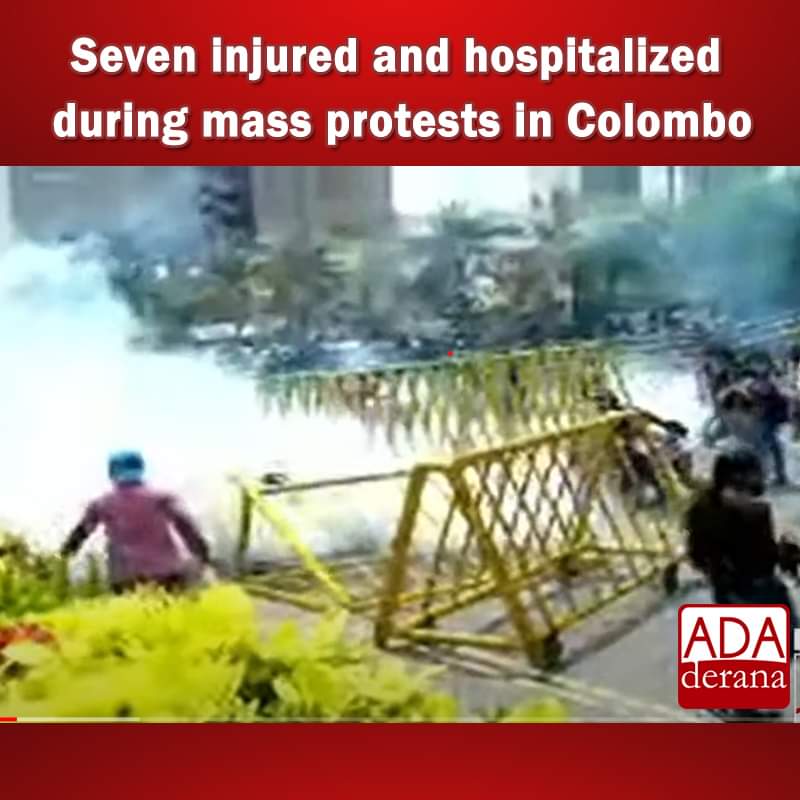 Seven injured and hospitalized
during mass protests in Colombo
ADA
derana